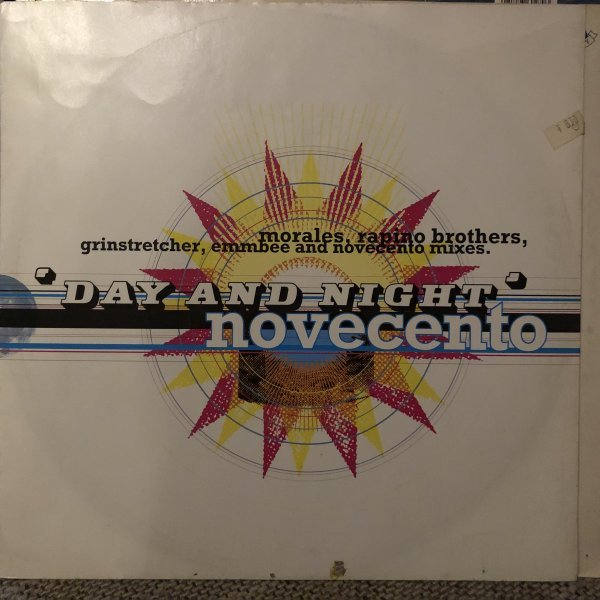 morales, rapino brothers,
grinstretcher, emmbee and novecento mixes.
'DAY AND NIGHT'
novecento